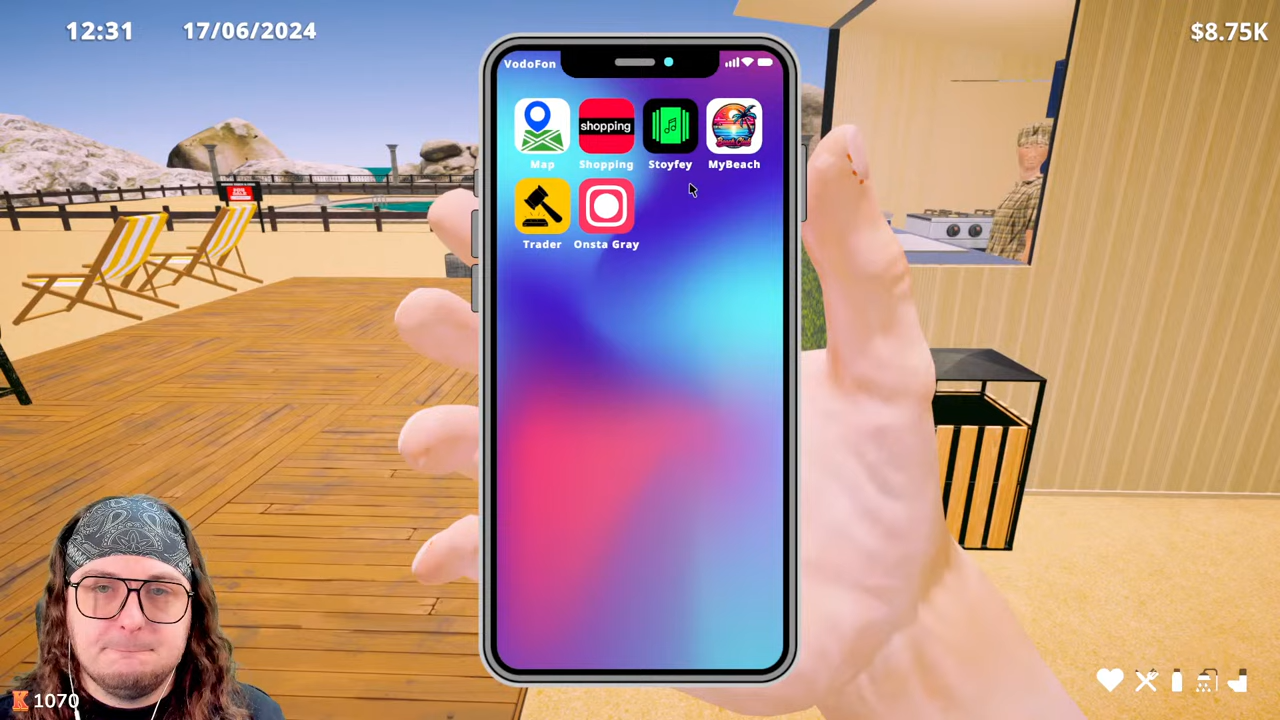 12:31 17/06/2024
$8.75K
VodoFon
shopping
Map Shopping Stoyfey MyBeach
Trader Onsta Gray
K 1070